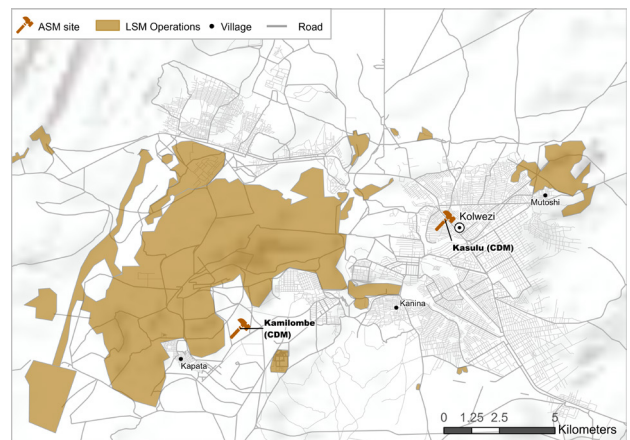 ASM site
LSM Operations
Village
Road
Mutoshi
Kolwezi
Kasulu (CDM)
Kanina
Kamilombe
(CDM)
Kapata
0 1.25 2.5 5
Kilometers